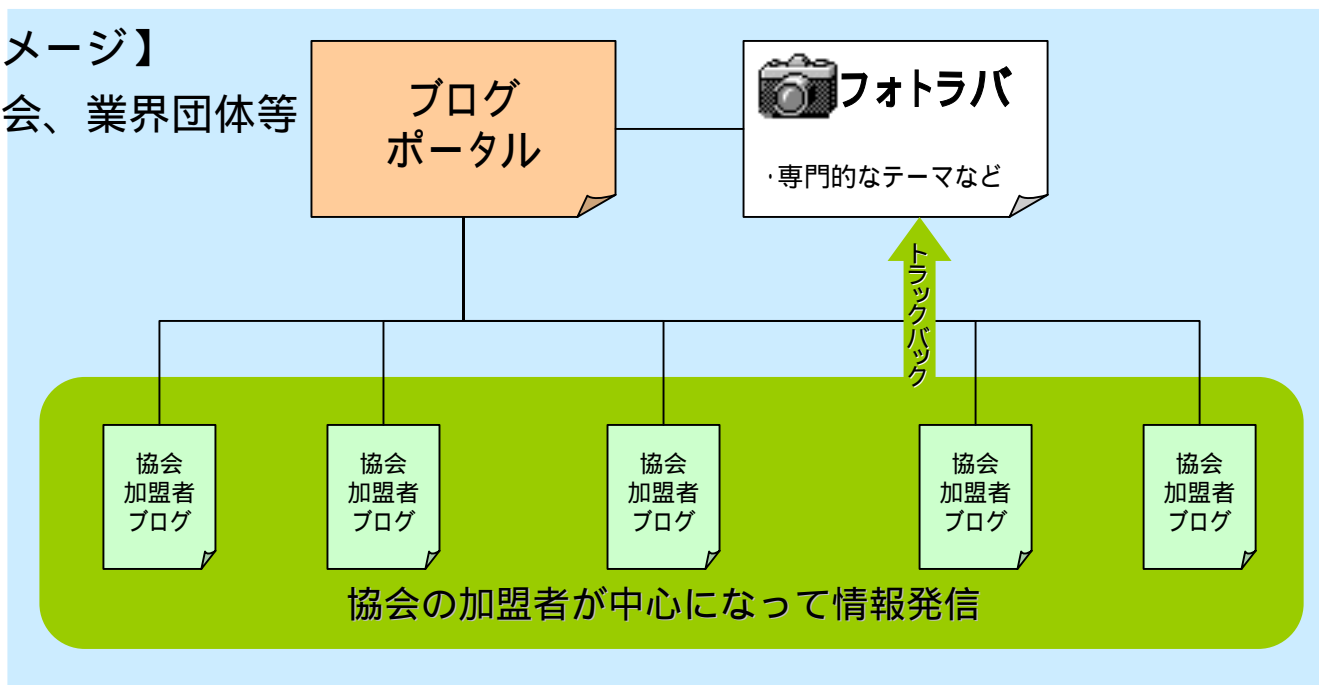 メージ】
会、業界団体等
ブログ
ポータル
フォトラバ
・専門的なテーマなど
トラックバック
協会
加盟者
ブログ
協会
加盟者
ブログ
協会
加盟者
ブログ
協会
加盟者
ブログ
協会
加盟者
ブログ
協会の加盟者が中心になって情報発信